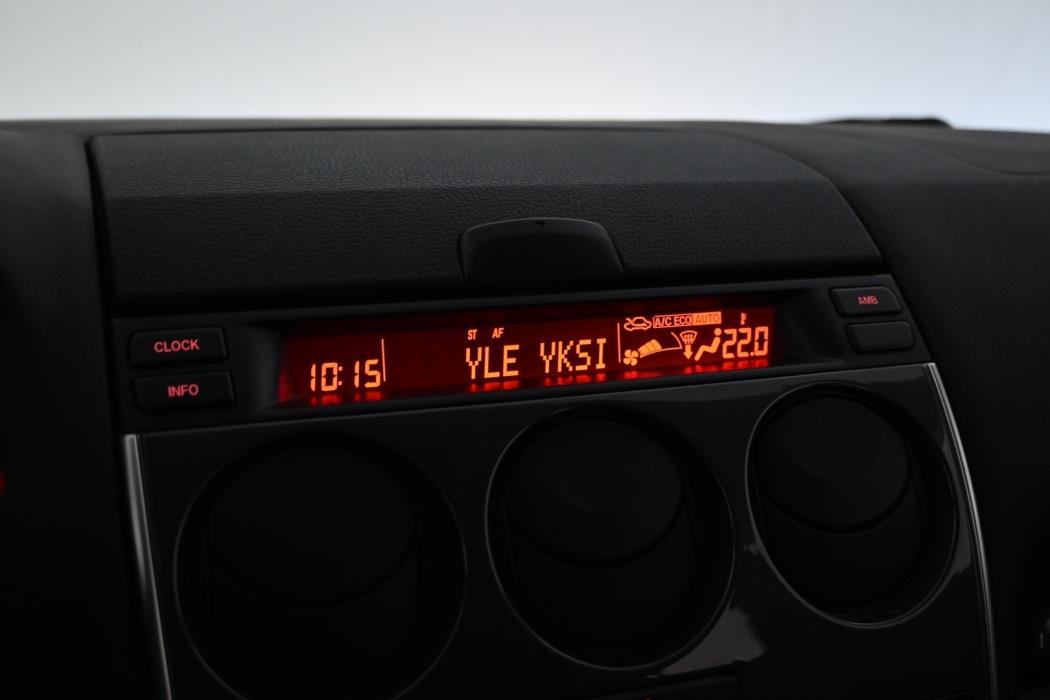 CLOCK
INFO
10:15
ST AF
YLE YKSI
A/C ECO AUTO
22.0
AMB